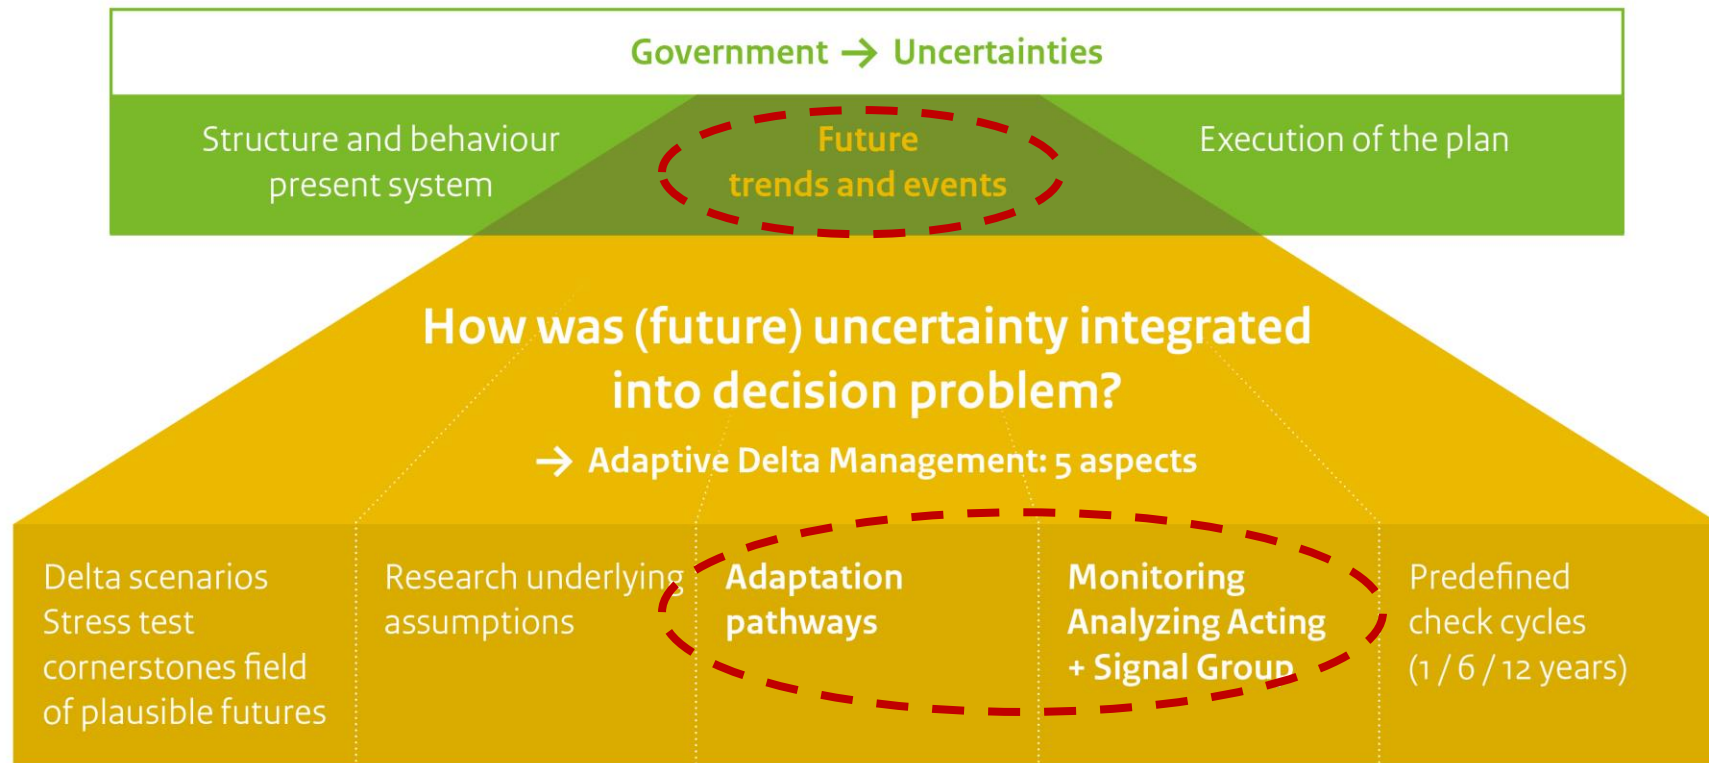 Government → Uncertainties
Structure and behaviour
present system
Future
trends and events
Execution of the plan
How was (future) uncertainty integrated
into decision problem?
→ Adaptive Delta Management: 5 aspects
Delta scenarios
Stress test
cornerstones field
of plausible futures
Research underlying
assumptions
Adaptation
pathways
Monitoring
Analyzing Acting
+ Signal Group
Predefined
check cycles
(1 / 6 / 12 years)